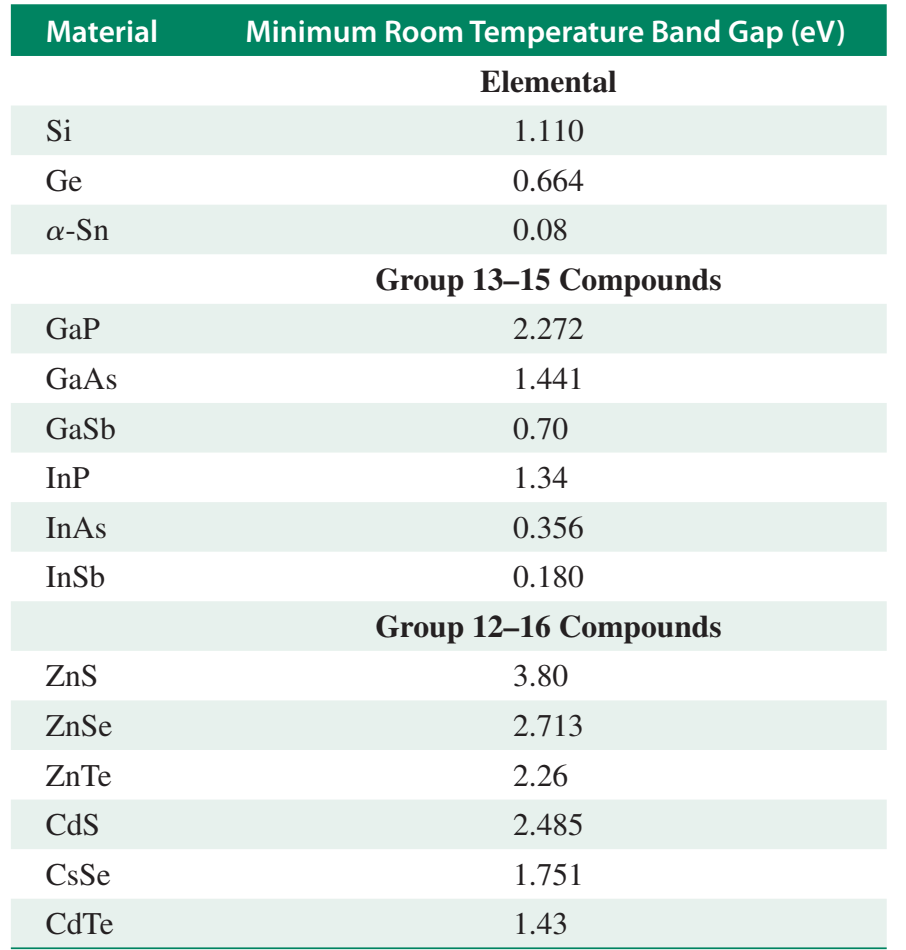 Material Minimum Room Temperature Band Gap (eV)
Elemental
Si 1.110
Ge 0.664
α-Sn 0.08
Group 13–15 Compounds
GaP 2.272
GaAs 1.441
GaSb 0.70
InP 1.34
InAs 0.356
InSb 0.180
Group 12–16 Compounds
ZnS 3.80
ZnSe 2.713
ZnTe 2.26
CdS 2.485
CsSe 1.751
CdTe 1.43